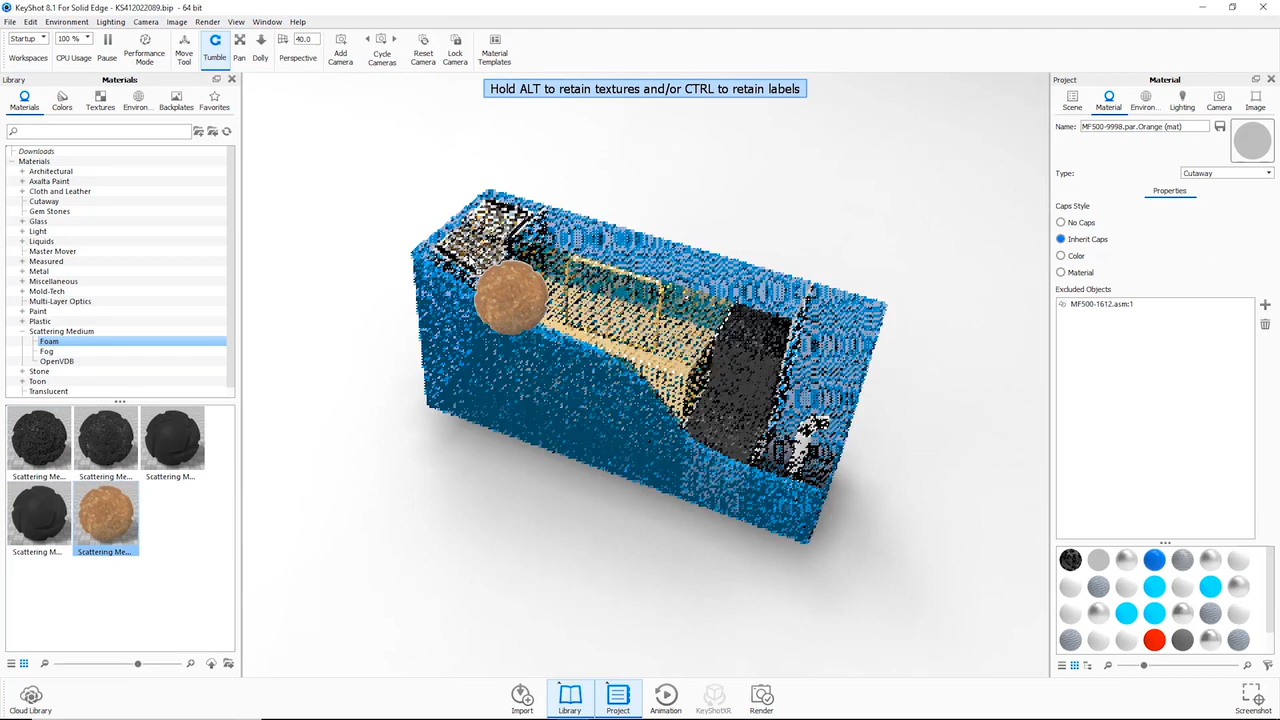 KeyShot 8.1 For Solid Edge - KS412022089.bip - 64 bit
File Edit Environment Lighting Camera Image Render View Window Help
Startup 100 % 40.0
Workspaces CPU Usage Pause Performance Mode Move Tool Tumble Pan Dolly Perspective Add Camera Cycle Cameras Reset Camera Lock Camera Material Templates
Library Materials
Materials Colors Textures Environ... Backplates Favorites
Downloads
Materials
Architectural
Axalta Paint
Cloth and Leather
Cutaway
Gem Stones
Glass
Light
Liquids
Master Mover
Measured
Metal
Miscellaneous
Mold-Tech
Multi-Layer Optics
Paint
Plastic
Scattering Medium
Foam
Fog
OpenVDB
Stone
Toon
Translucent
Scattering Me... Scattering Me... Scattering M...
Scattering M... Scattering Me...
Cloud Library
Hold ALT to retain textures and/or CTRL to retain labels
Import Library Project Animation KeyShotXR Render
Project Material
Scene Material Environ... Lighting Camera Image
Name: MF500-9998.par.Orange (mat)
Type: Cutaway
Properties
Caps Style
No Caps
Inherit Caps
Color
Material
Excluded Objects
MF500-1612.asm:1
Screenshot